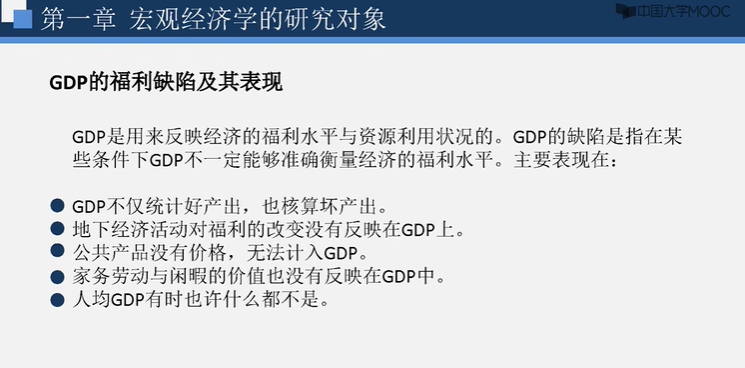 第一章 宏观经济学的研究对象
中国大学MOOC
GDP的福利缺陷及其表现
GDP是用来反映经济的福利水平与资源利用状况的。GDP的缺陷是指在某
些条件下GDP不一定能够准确衡量经济的福利水平。主要表现在：
GDP不仅统计好产出，也核算坏产出。
地下经济活动对福利的改变没有反映在GDP上。
公共产品没有价格，无法计入GDP。
家务劳动与闲暇的价值也没有反映在GDP中。
人均GDP有时也许什么都不是。